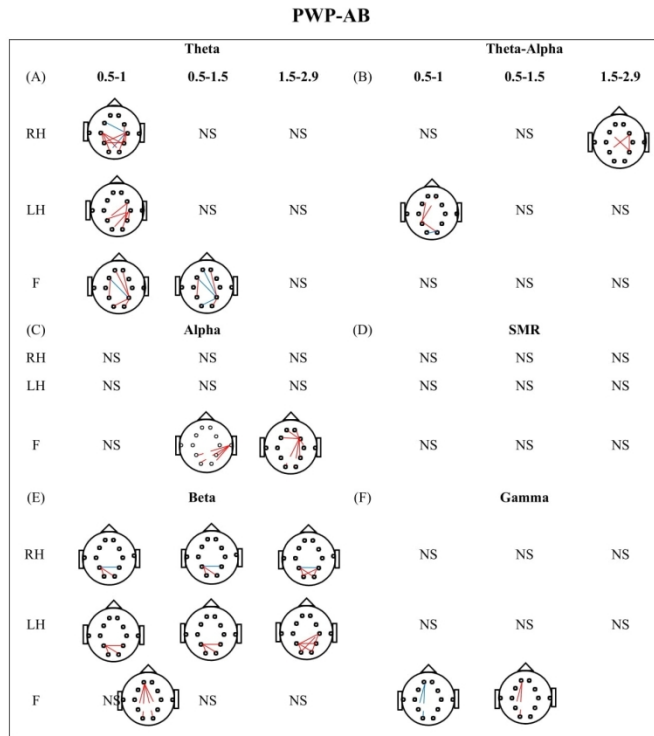 PWP-AB
Theta Theta-Alpha
(A) 0.5-1 0.5-1.5 1.5-2.9 (B) 0.5-1 0.5-1.5 1.5-2.9
RH NS NS NS NS
LH NS NS NS NS
F NS NS NS NS
(C) Alpha (D) SMR
RH NS NS NS NS NS NS
LH NS NS NS NS NS NS
F NS NS NS NS
(E) Beta (F) Gamma
RH NS NS NS
LH NS NS NS
F NS NS NS NS